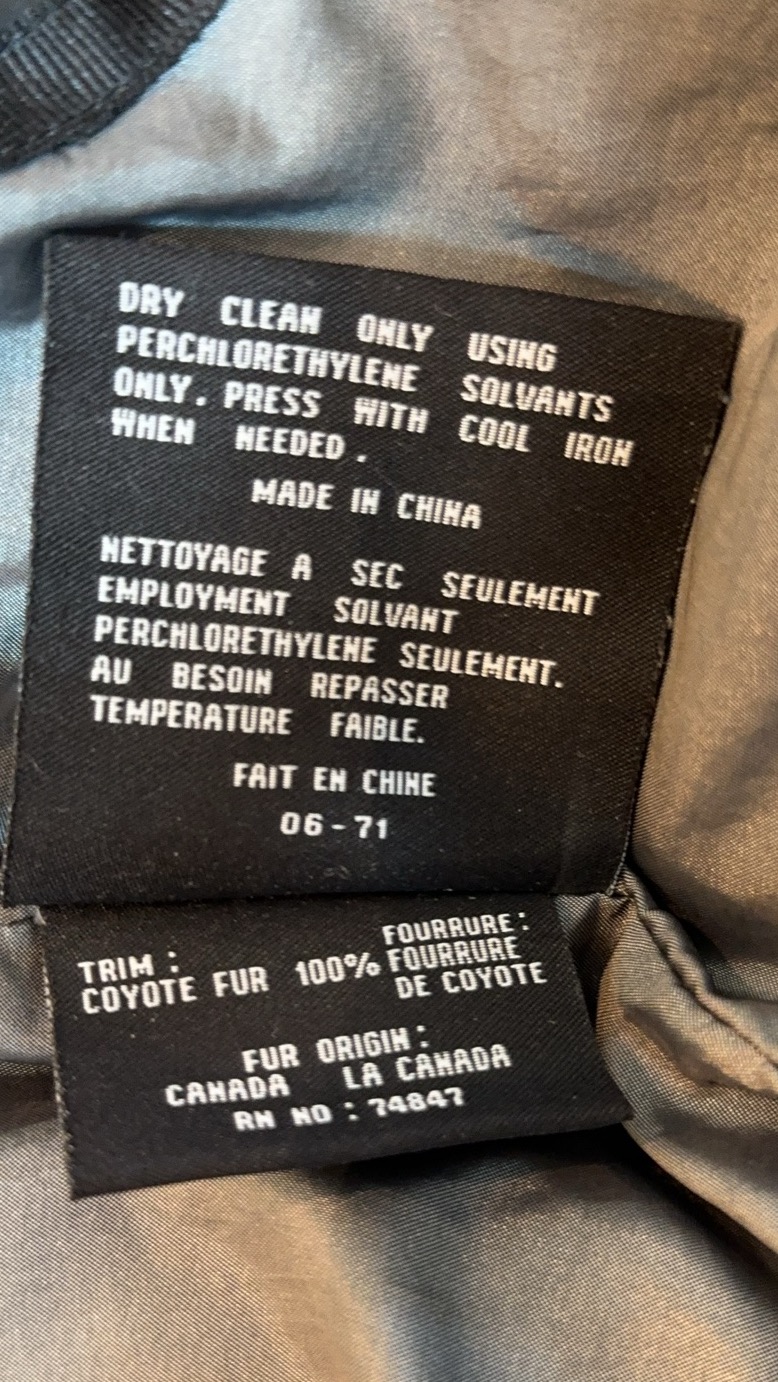 DRY CLEAN ONLY USING
PERCHLORETHYLENE SOLVANTS
ONLY. PRESS WITH COOL IRON
WHEN NEEDED.
MADE IN CHINA
NETTOYAGE A SEC SEULEMENT
EMPLOYMENT SOLVANT
PERCHLORETHYLENE SEULEMENT.
AU BESOIN REPASSER
TEMPERATURE FAIBLE.
FAIT EN CHINE
06-71
TRIM: FOURRURE:
COYOTE FUR 100% FOURRURE
DE COYOTE
FUR ORIGIN:
CANADA LA CANADA
RN NO: 74847